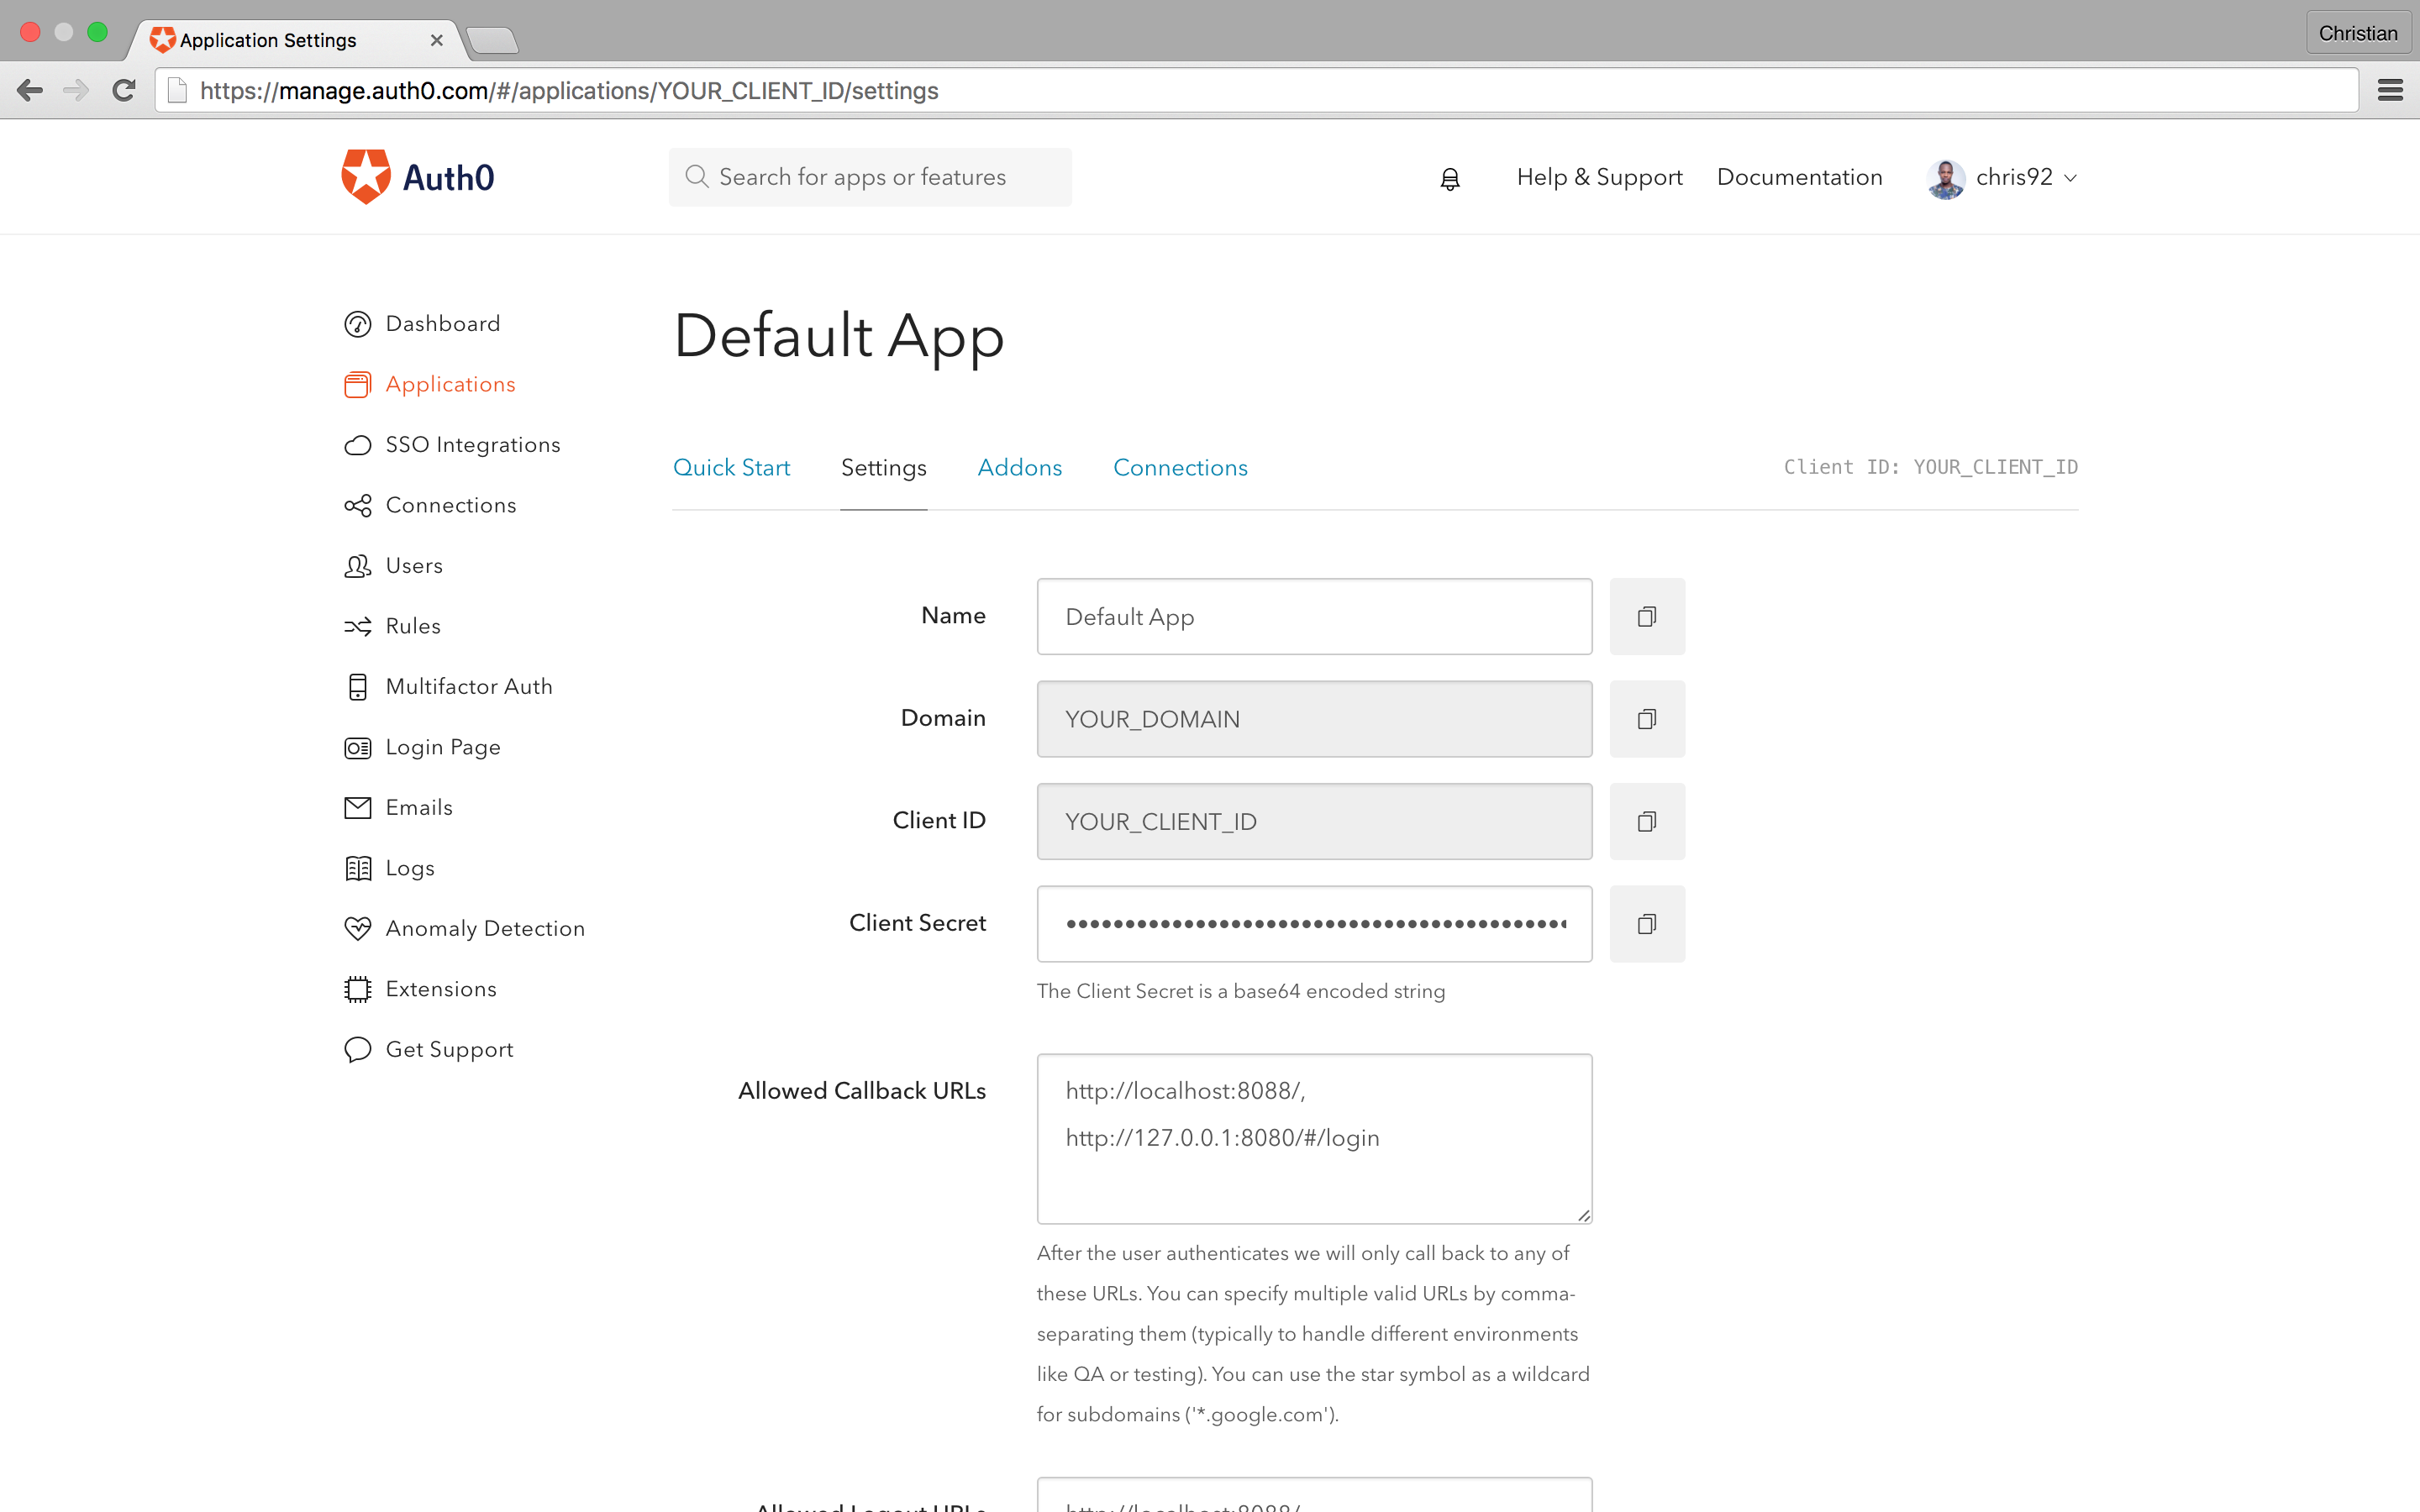 Application Settings
Christian
https://manage.auth0.com/#/applications/YOUR_CLIENT_ID/settings
Auth0
Search for apps or features
Help & Support
Documentation
chris92
Dashboard
Applications
SSO Integrations
Connections
Users
Rules
Multifactor Auth
Login Page
Emails
Logs
Anomaly Detection
Extensions
Get Support
Default App
Quick Start
Settings
Addons
Connections
Client ID: YOUR_CLIENT_ID
Name
Default App
Domain
YOUR_DOMAIN
Client ID
YOUR_CLIENT_ID
Client Secret
The Client Secret is a base64 encoded string
Allowed Callback URLs
http://localhost:8088/,
http://127.0.0.1:8080/#/login
After the user authenticates we will only call back to any of
these URLs. You can specify multiple valid URLs by comma-
separating them (typically to handle different environments
like QA or testing). You can use the star symbol as a wildcard
for subdomains ('*.google.com').
Allowed Logout URLs
http://localhost:8088/